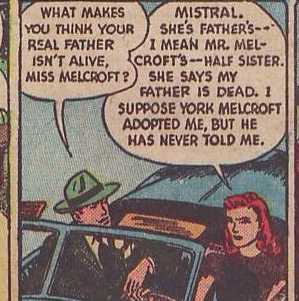 WHAT MAKES
YOU THINK YOUR
REAL FATHER
ISN'T ALIVE,
MISS MELCROFT?
MISTRAL.
SHE'S FATHER'S--
I MEAN MR. MEL-
CROFT'S--HALF SISTER.
SHE SAYS MY
FATHER IS DEAD. I
SUPPOSE YORK MELCROFT
ADOPTED ME, BUT HE
HAS NEVER TOLD ME.